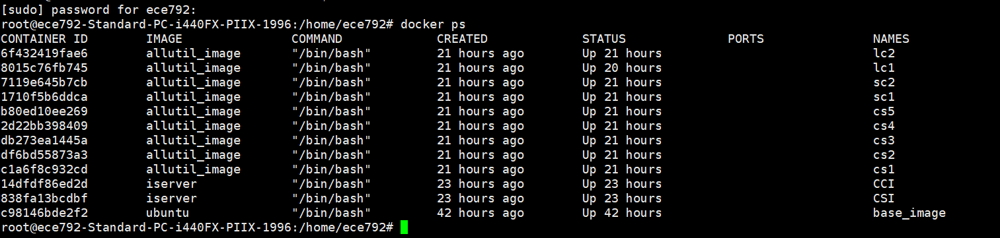 [sudo] password for ece792:
root@ece792-Standard-PC-i440FX-PIIX-1996:/home/ece792# docker ps
CONTAINER ID        IMAGE               COMMAND             CREATED             STATUS              PORTS               NAMES
6f432419fae6        allutil_image       "/bin/bash"         21 hours ago        Up 21 hours                             lc2
8015c76fb745        allutil_image       "/bin/bash"         21 hours ago        Up 20 hours                             lc1
7119e645b7cb        allutil_image       "/bin/bash"         21 hours ago        Up 21 hours                             sc2
1710f5b6ddca        allutil_image       "/bin/bash"         21 hours ago        Up 21 hours                             sc1
b80ed10ee269        allutil_image       "/bin/bash"         21 hours ago        Up 21 hours                             cs5
2d22bb398409        allutil_image       "/bin/bash"         21 hours ago        Up 21 hours                             cs4
db273ea1445a        allutil_image       "/bin/bash"         21 hours ago        Up 21 hours                             cs3
df6bd55873a3        allutil_image       "/bin/bash"         21 hours ago        Up 21 hours                             cs2
c1a6f8c932cd        allutil_image       "/bin/bash"         21 hours ago        Up 21 hours                             cs1
14dfdf86ed2d        iserver             "/bin/bash"         23 hours ago        Up 23 hours                             CCI
838fa13bcdbf        iserver             "/bin/bash"         23 hours ago        Up 23 hours                             CSI
c98146bde2f2        ubuntu              "/bin/bash"         42 hours ago        Up 42 hours                             base_image
root@ece792-Standard-PC-i440FX-PIIX-1996:/home/ece792#